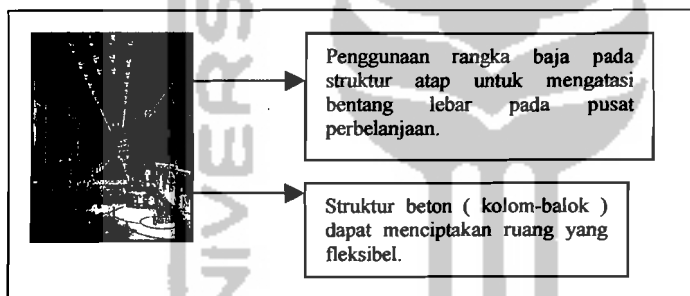 Penggunaan rangka baja pada
struktur atap untuk mengatasi
bentang lebar pada pusat
perbelanjaan.
Struktur beton ( kolom-balok )
dapat menciptakan ruang yang
fleksibel.
NIVERS